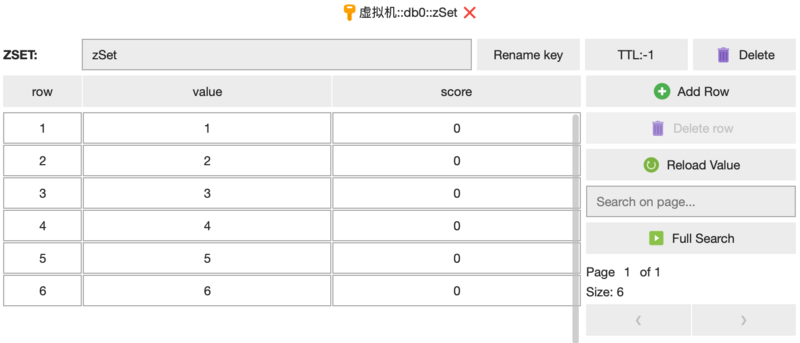 虚拟机::db0::zSet
ZSET: zSet Rename key TTL:-1 Delete
row value score Add Row
1 1 0 Delete row
2 2 0 Reload Value
3 3 0 Search on page...
4 4 0 Full Search
5 5 0 Page 1 of 1
6 6 0 Size: 6